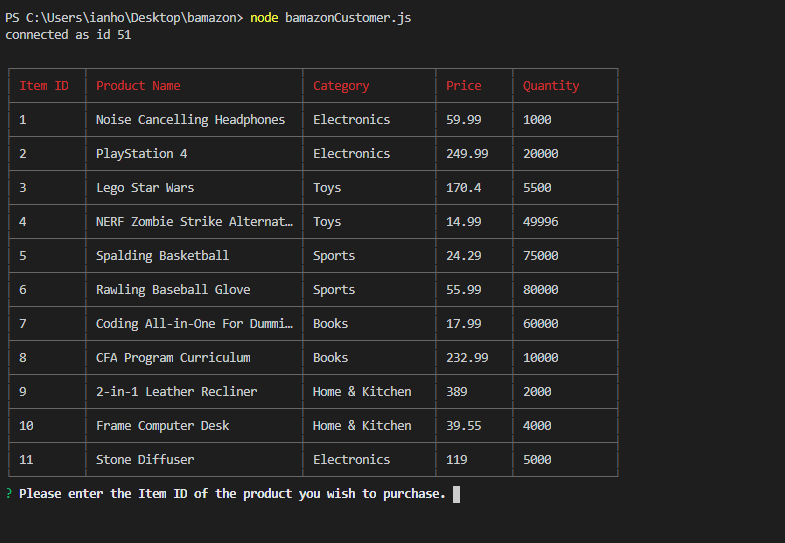 PS C:\Users\ianho\Desktop\bamazon> node bamazonCustomer.js
connected as id 51
Item ID Product Name Category Price Quantity
1 Noise Cancelling Headphones Electronics 59.99 1000
2 PlayStation 4 Electronics 249.99 20000
3 Lego Star Wars Toys 170.4 5500
4 NERF Zombie Strike Alternat… Toys 14.99 49996
5 Spalding Basketball Sports 24.29 75000
6 Rawling Baseball Glove Sports 55.99 80000
7 Coding All-in-One For Dummi… Books 17.99 60000
8 CFA Program Curriculum Books 232.99 10000
9 2-in-1 Leather Recliner Home & Kitchen 389 2000
10 Frame Computer Desk Home & Kitchen 39.55 4000
11 Stone Diffuser Electronics 119 5000
? Please enter the Item ID of the product you wish to purchase.